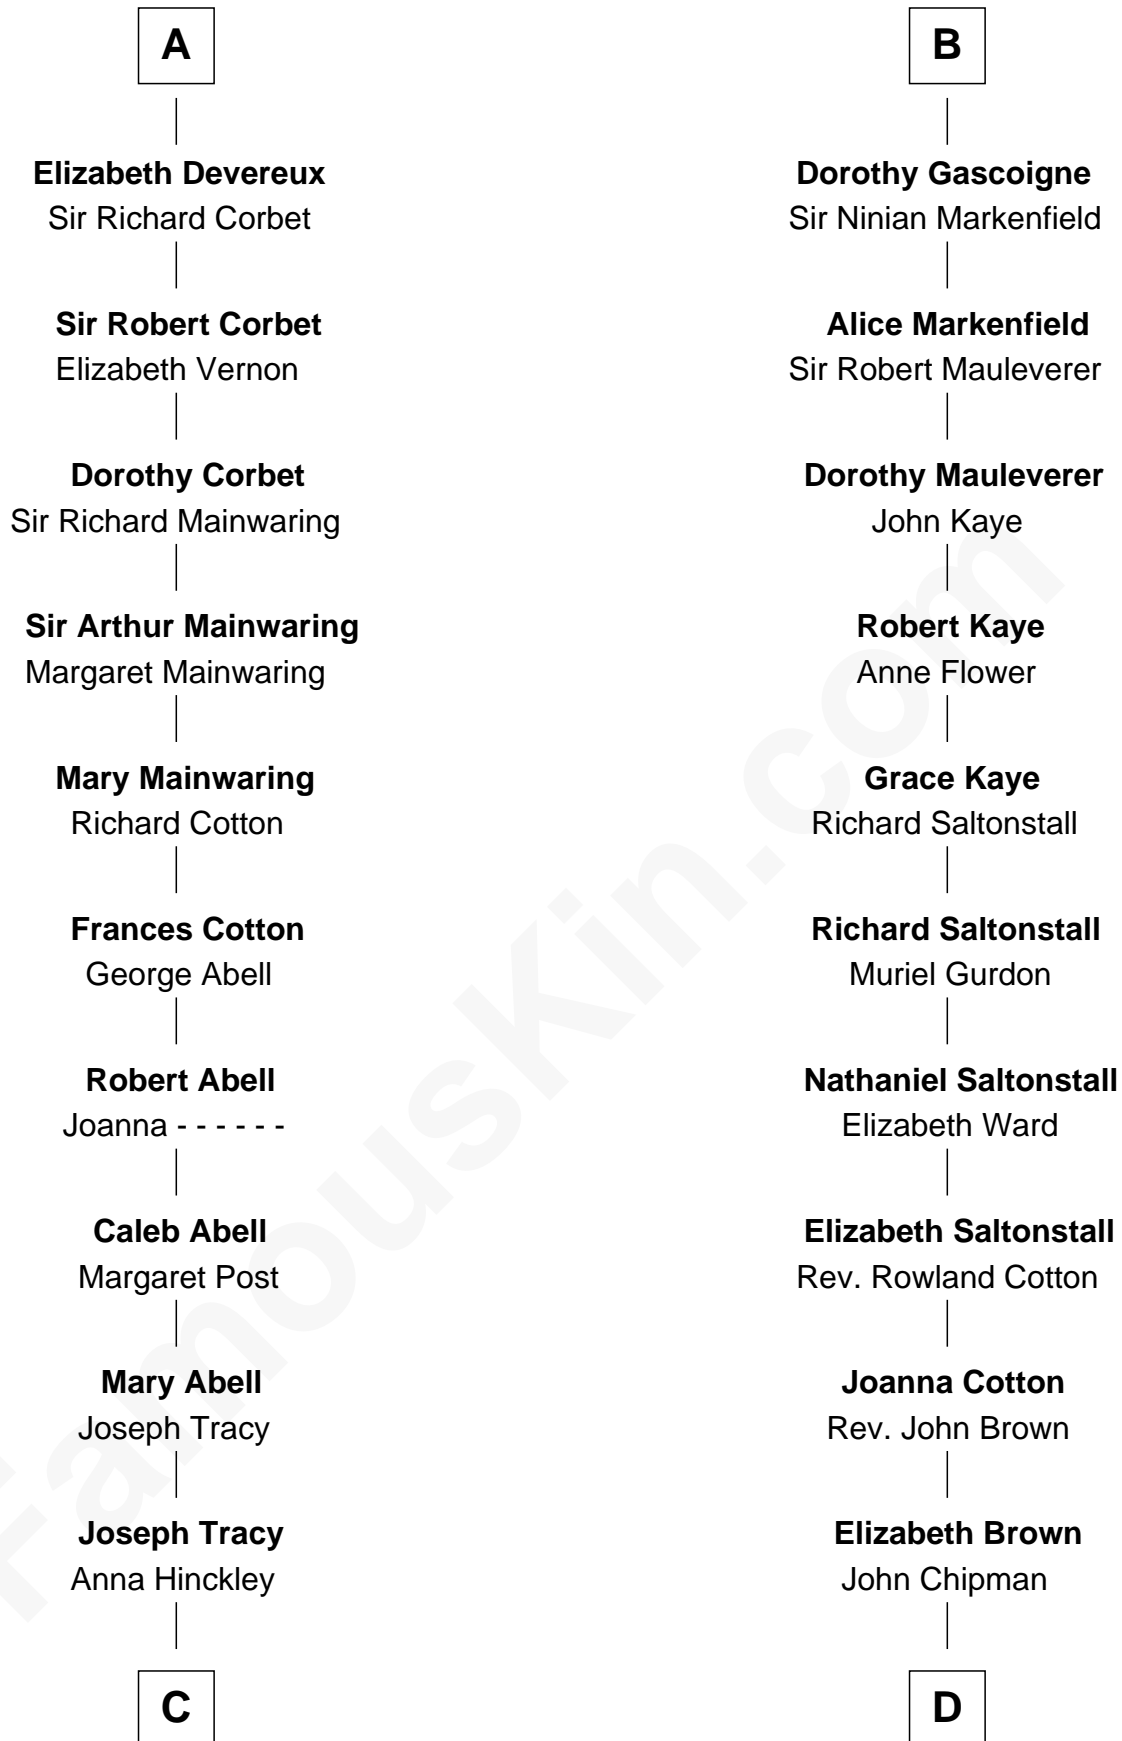 A
Elizabeth Devereux
Sir Richard Corbet
Sir Robert Corbet
Elizabeth Vernon
Dorothy Corbet
Sir Richard Mainwaring
Sir Arthur Mainwaring
Margaret Mainwaring
Mary Mainwaring
Richard Cotton
Frances Cotton
George Abell
Robert Abell
Joanna - - - - - -
Caleb Abell
Margaret Post
Mary Abell
Joseph Tracy
Joseph Tracy
Anna Hinckley
C
B
Dorothy Gascoigne
Sir Ninian Markenfield
Alice Markenfield
Sir Robert Mauleverer
Dorothy Mauleverer
John Kaye
Robert Kaye
Anne Flower
Grace Kaye
Richard Saltonstall
Richard Saltonstall
Muriel Gurdon
Nathaniel Saltonstall
Elizabeth Ward
Elizabeth Saltonstall
Rev. Rowland Cotton
Joanna Cotton
Rev. John Brown
Elizabeth Brown
John Chipman
D
FamousKin.com